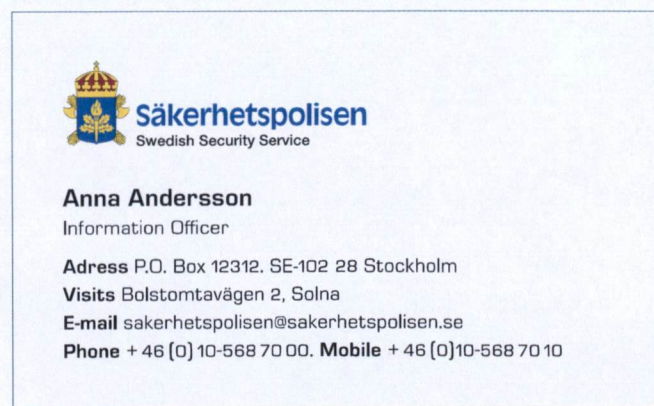 Säkerhetspolisen
Swedish Security Service
Anna Andersson
Information Officer
Adress P.O. Box 12312. SE-102 28 Stockholm
Visits Bolstomtavägen 2, Solna
E-mail sakerhetspolisen@sakerhetspolisen.se
Phone + 46 (0) 10-568 70 00. Mobile + 46 (0)10-568 70 10